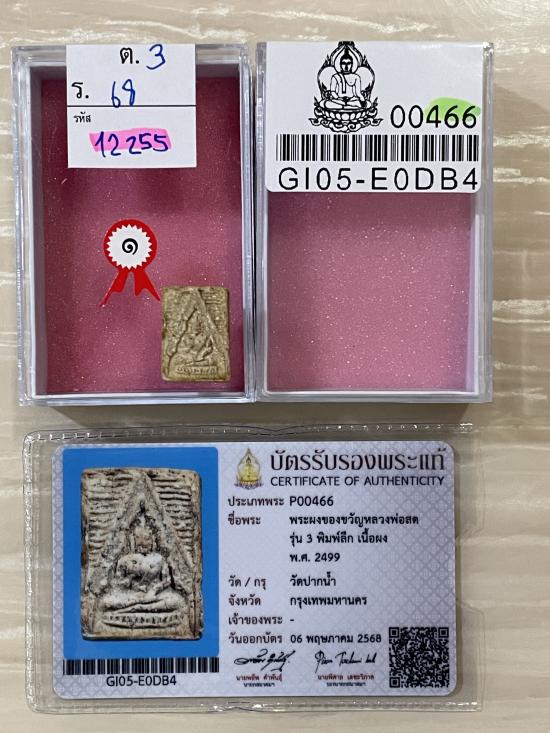 ต. 3
ร. 68
รหัส
12255
๑
00466
GI05-E0DB4
บัตรรับรองพระแท้
CERTIFICATE OF AUTHENTICITY
ประเภทพระ P00466
ชื่อพระ พระผงของขวัญหลวงพ่อสด
รุ่น 3 พิมพ์ลึก เนื้อผง
พ.ศ. 2499
วัด / กรุ วัดปากน้ำ
จังหวัด กรุงเทพมหานคร
เจ้าของพระ -
วันออกบัตร 06 พฤษภาคม 2568
GI05-E0DB4